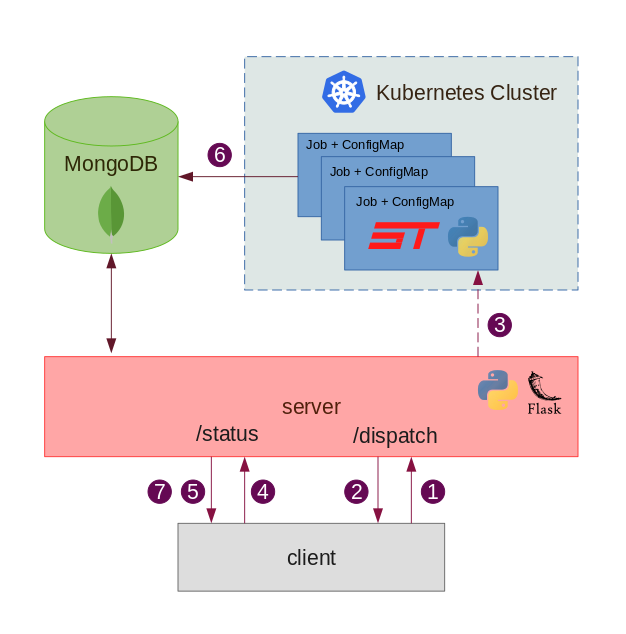 Kubernetes Cluster
MongoDB
Job + ConfigMap
Job + ConfigMap
Job + ConfigMap
ST
6
3
server
Flask
/status
/dispatch
7 5 4 2 1
client